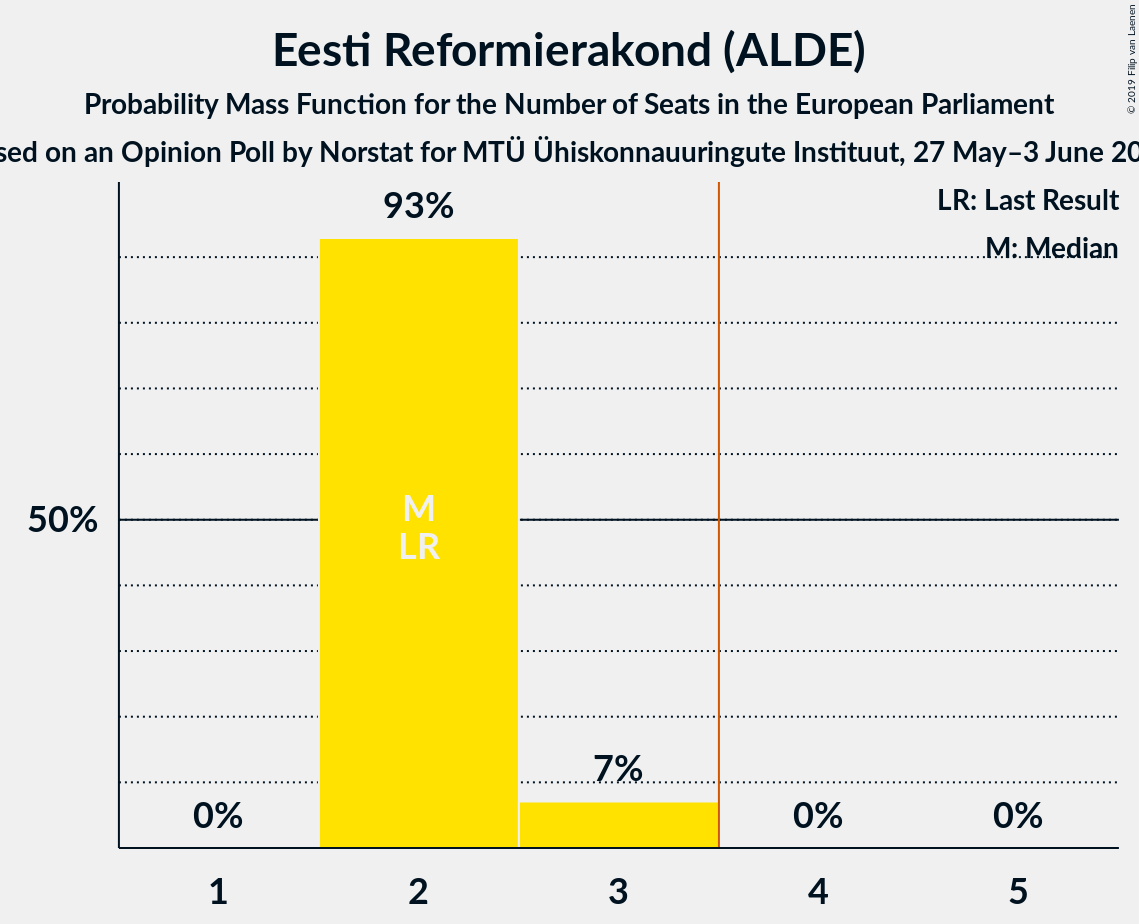 Eesti Reformierakond (ALDE)
Probability Mass Function for the Number of Seats in the European Parliament
on an Opinion Poll by Norstat for MTÜ Ühiskonnauuringute Instituut, 27 May–3 June
© 2019 Filip van Laenen
LR: Last Result
M: Median
93%
50%
M
LR
7%
0%
0%
0%
1
2
3
4
5